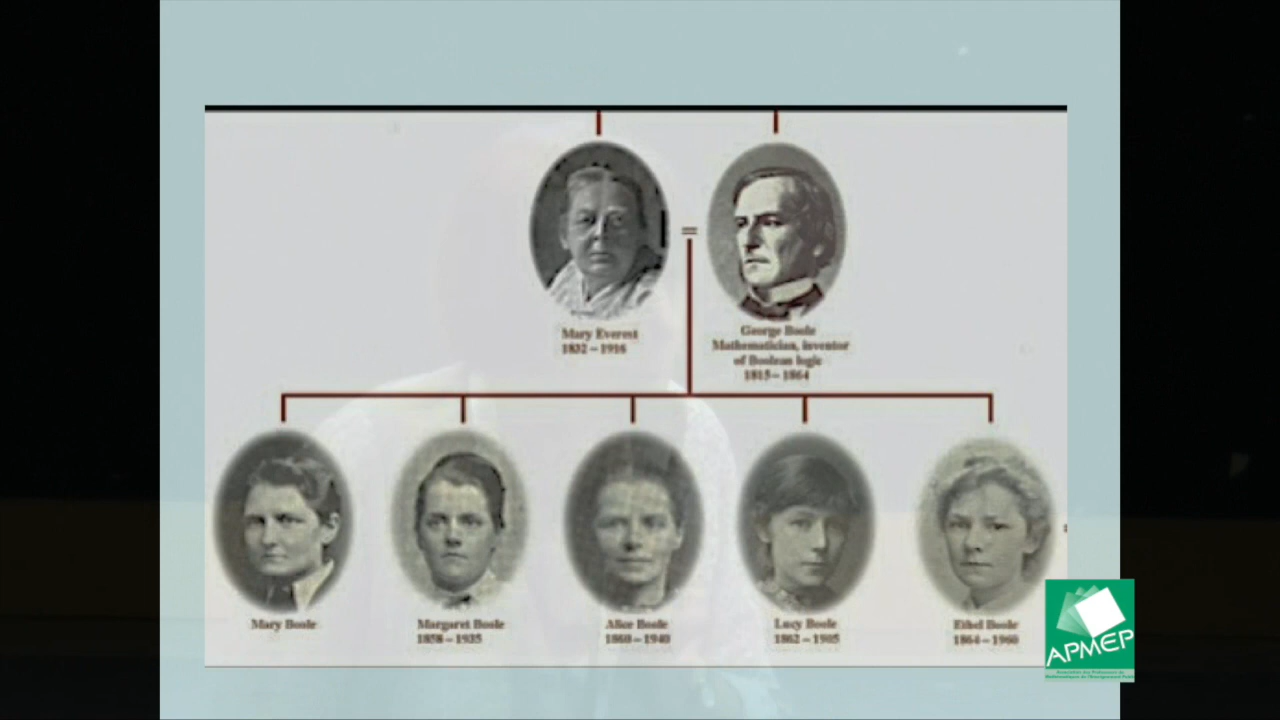 Mary Everest
1832 – 1916
George Boole
Mathematician, inventor
of Boolean logic
1815 – 1864
Mary Boole
Margaret Boole
1858 – 1935
Alice Boole
1860 – 1940
Lucy Boole
1862 – 1905
Ethel Boole
1864 – 1960
APMEP